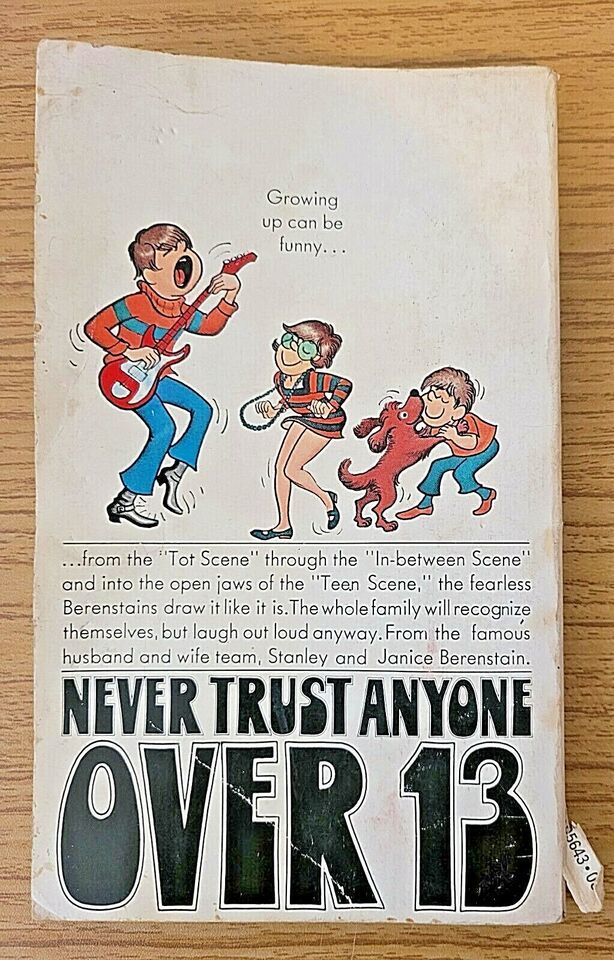 Growing
up can be
funny...
...from the "Tot Scene" through the "In-between Scene"
and into the open jaws of the "Teen Scene," the fearless
Berenstains draw it like it is. The whole family will recognize
themselves, but laugh out loud anyway. From the famous
husband and wife team, Stanley and Janice Berenstain.
NEVER TRUST ANYONE
OVER 13